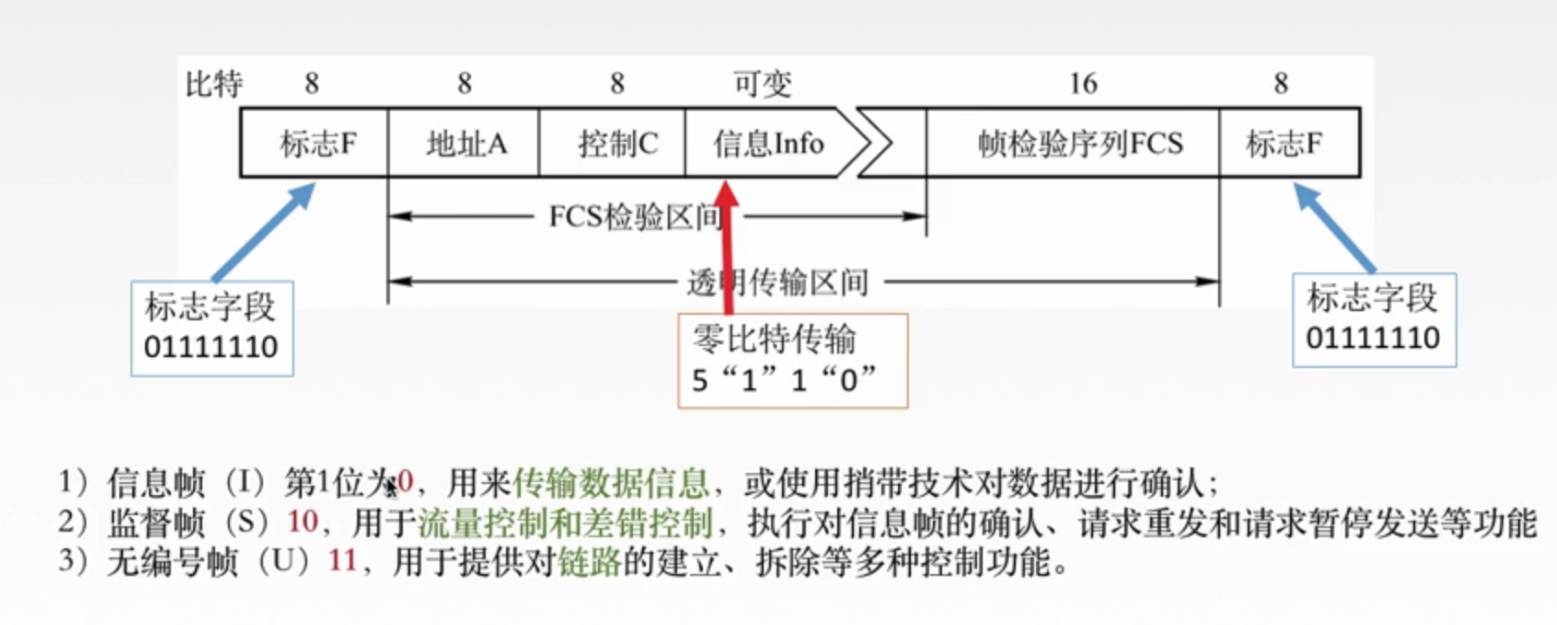 比特 8 8 8 可变 16 8
标志F 地址A 控制C 信息Info 帧检验序列FCS 标志F
FCS检验区间
透明传输区间
标志字段
01111110
标志字段
01111110
零比特传输
5“1”1“0”
1）信息帧（I）第1位为0，用来传输数据信息，或使用捎带技术对数据进行确认；
2）监督帧（S）10，用于流量控制和差错控制，执行对信息帧的确认、请求重发和请求暂停发送等功能
3）无编号帧（U）11，用于提供对链路的建立、拆除等多种控制功能。